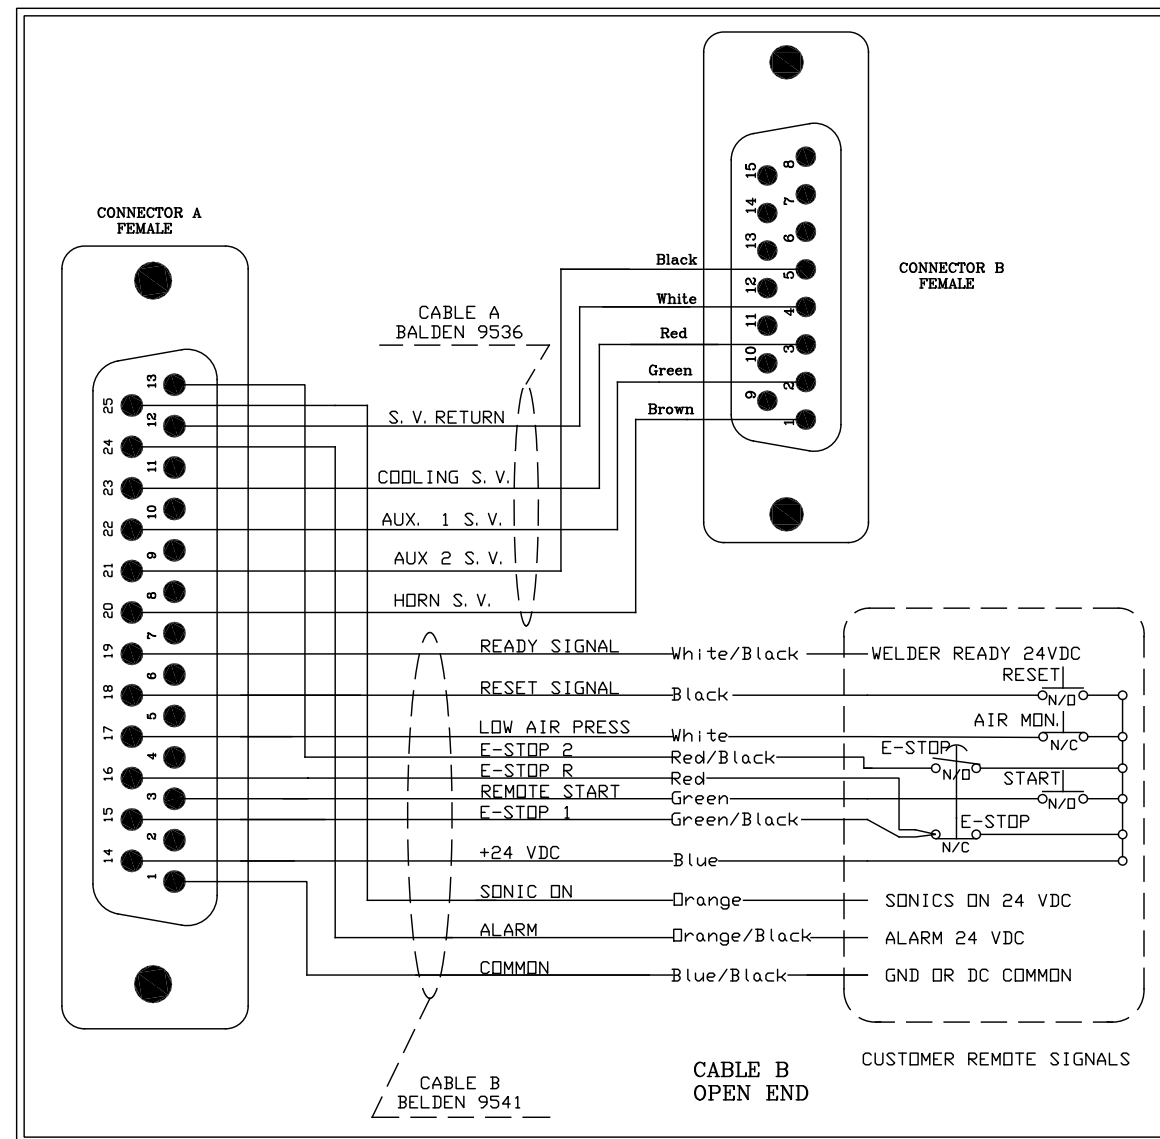 CONNECTOR A
FEMALE
13
25
12
24
11
23
10
22
9
21
8
20
7
19
6
18
5
17
4
16
3
15
2
14
1
8
15
7
14
6
13
5
12
4
11
3
10
2
9
1
CONNECTOR B
FEMALE
Black
White
Red
Green
Brown
CABLE A
BALDEN 9536
S. V. RETURN
COOLING S. V.
AUX. 1 S. V.
AUX 2 S. V.
HORN S. V.
READY SIGNAL White/Black WELDER READY 24VDC
RESET
RESET SIGNAL Black N/O
AIR MON.
LOW AIR PRESS White N/C
E-STOP
E-STOP 2 Red/Black N/O
E-STOP R Red
START
REMOTE START Green N/O
E-STOP 1 Green/Black E-STOP
N/C
+24 VDC Blue
SONIC ON Orange SONICS ON 24 VDC
ALARM Orange/Black ALARM 24 VDC
COMMON Blue/Black GND OR DC COMMON
CUSTOMER REMOTE SIGNALS
CABLE B
OPEN END
CABLE B
BELDEN 9541